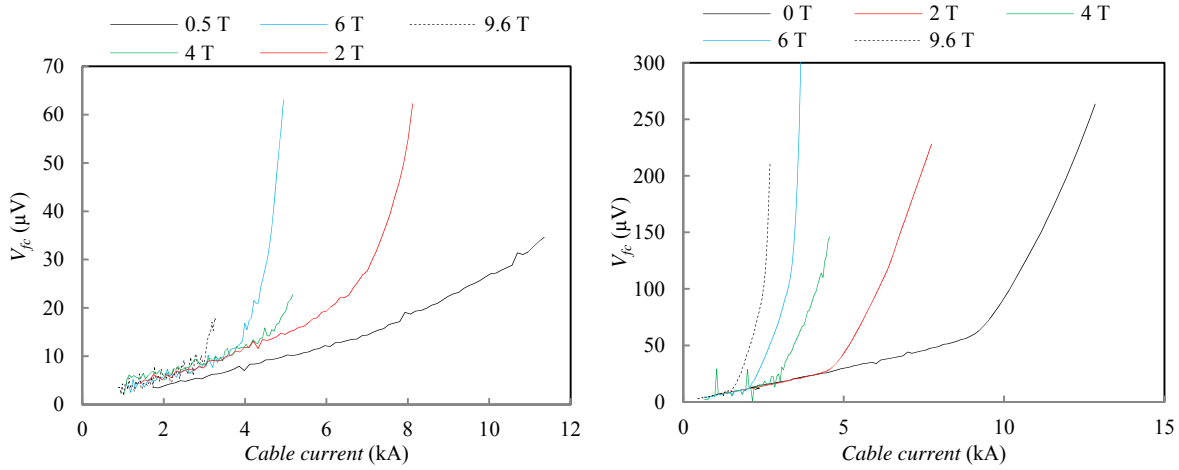 0.5 T 6 T 9.6 T
4 T 2 T
70
60
50
40
30
20
10
0
V_fc (µV)
0 2 4 6 8 10 12
Cable current (kA)
0 T 2 T 4 T
6 T 9.6 T
300
250
200
150
100
50
0
V_fc (µV)
0 5 10 15
Cable current (kA)